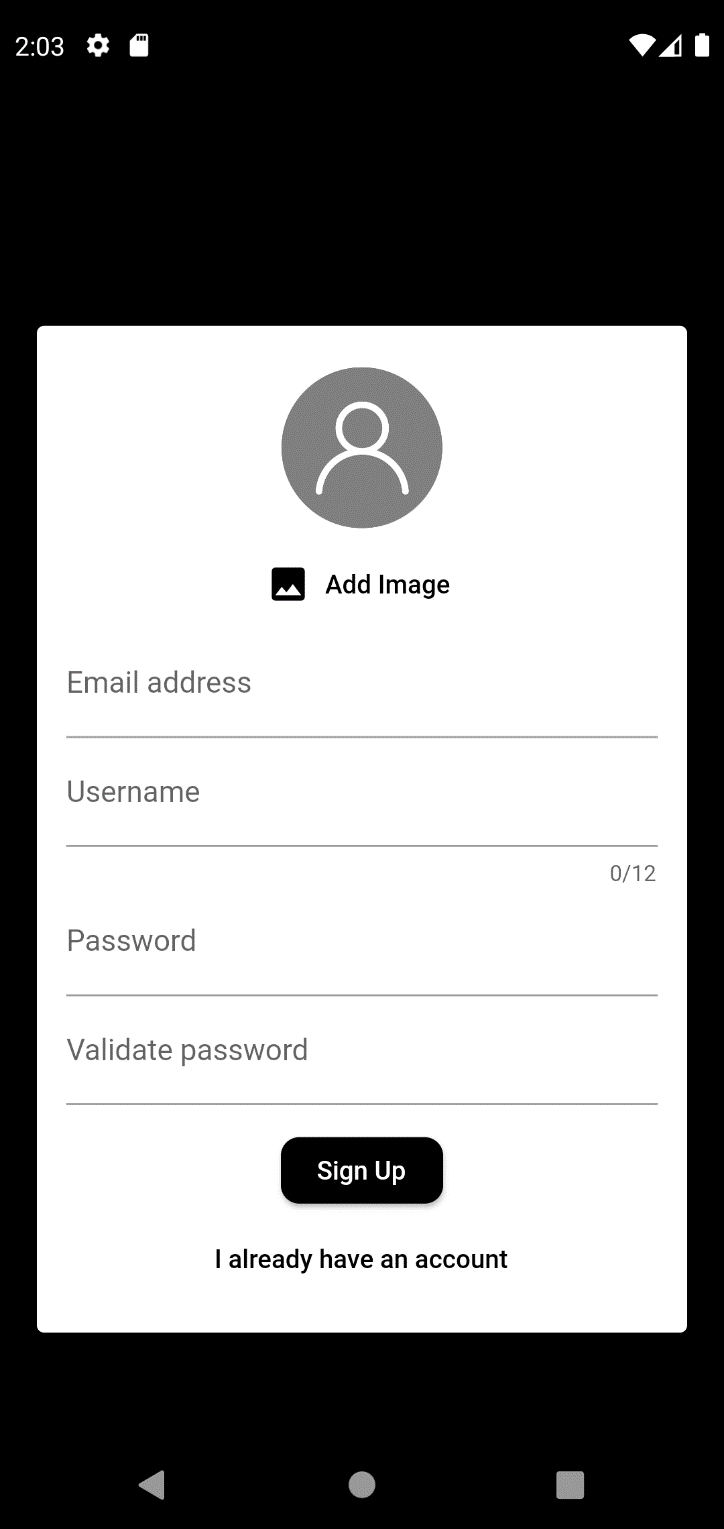 2:03
Add Image
Email address
Username
0/12
Password
Validate password
Sign Up
I already have an account